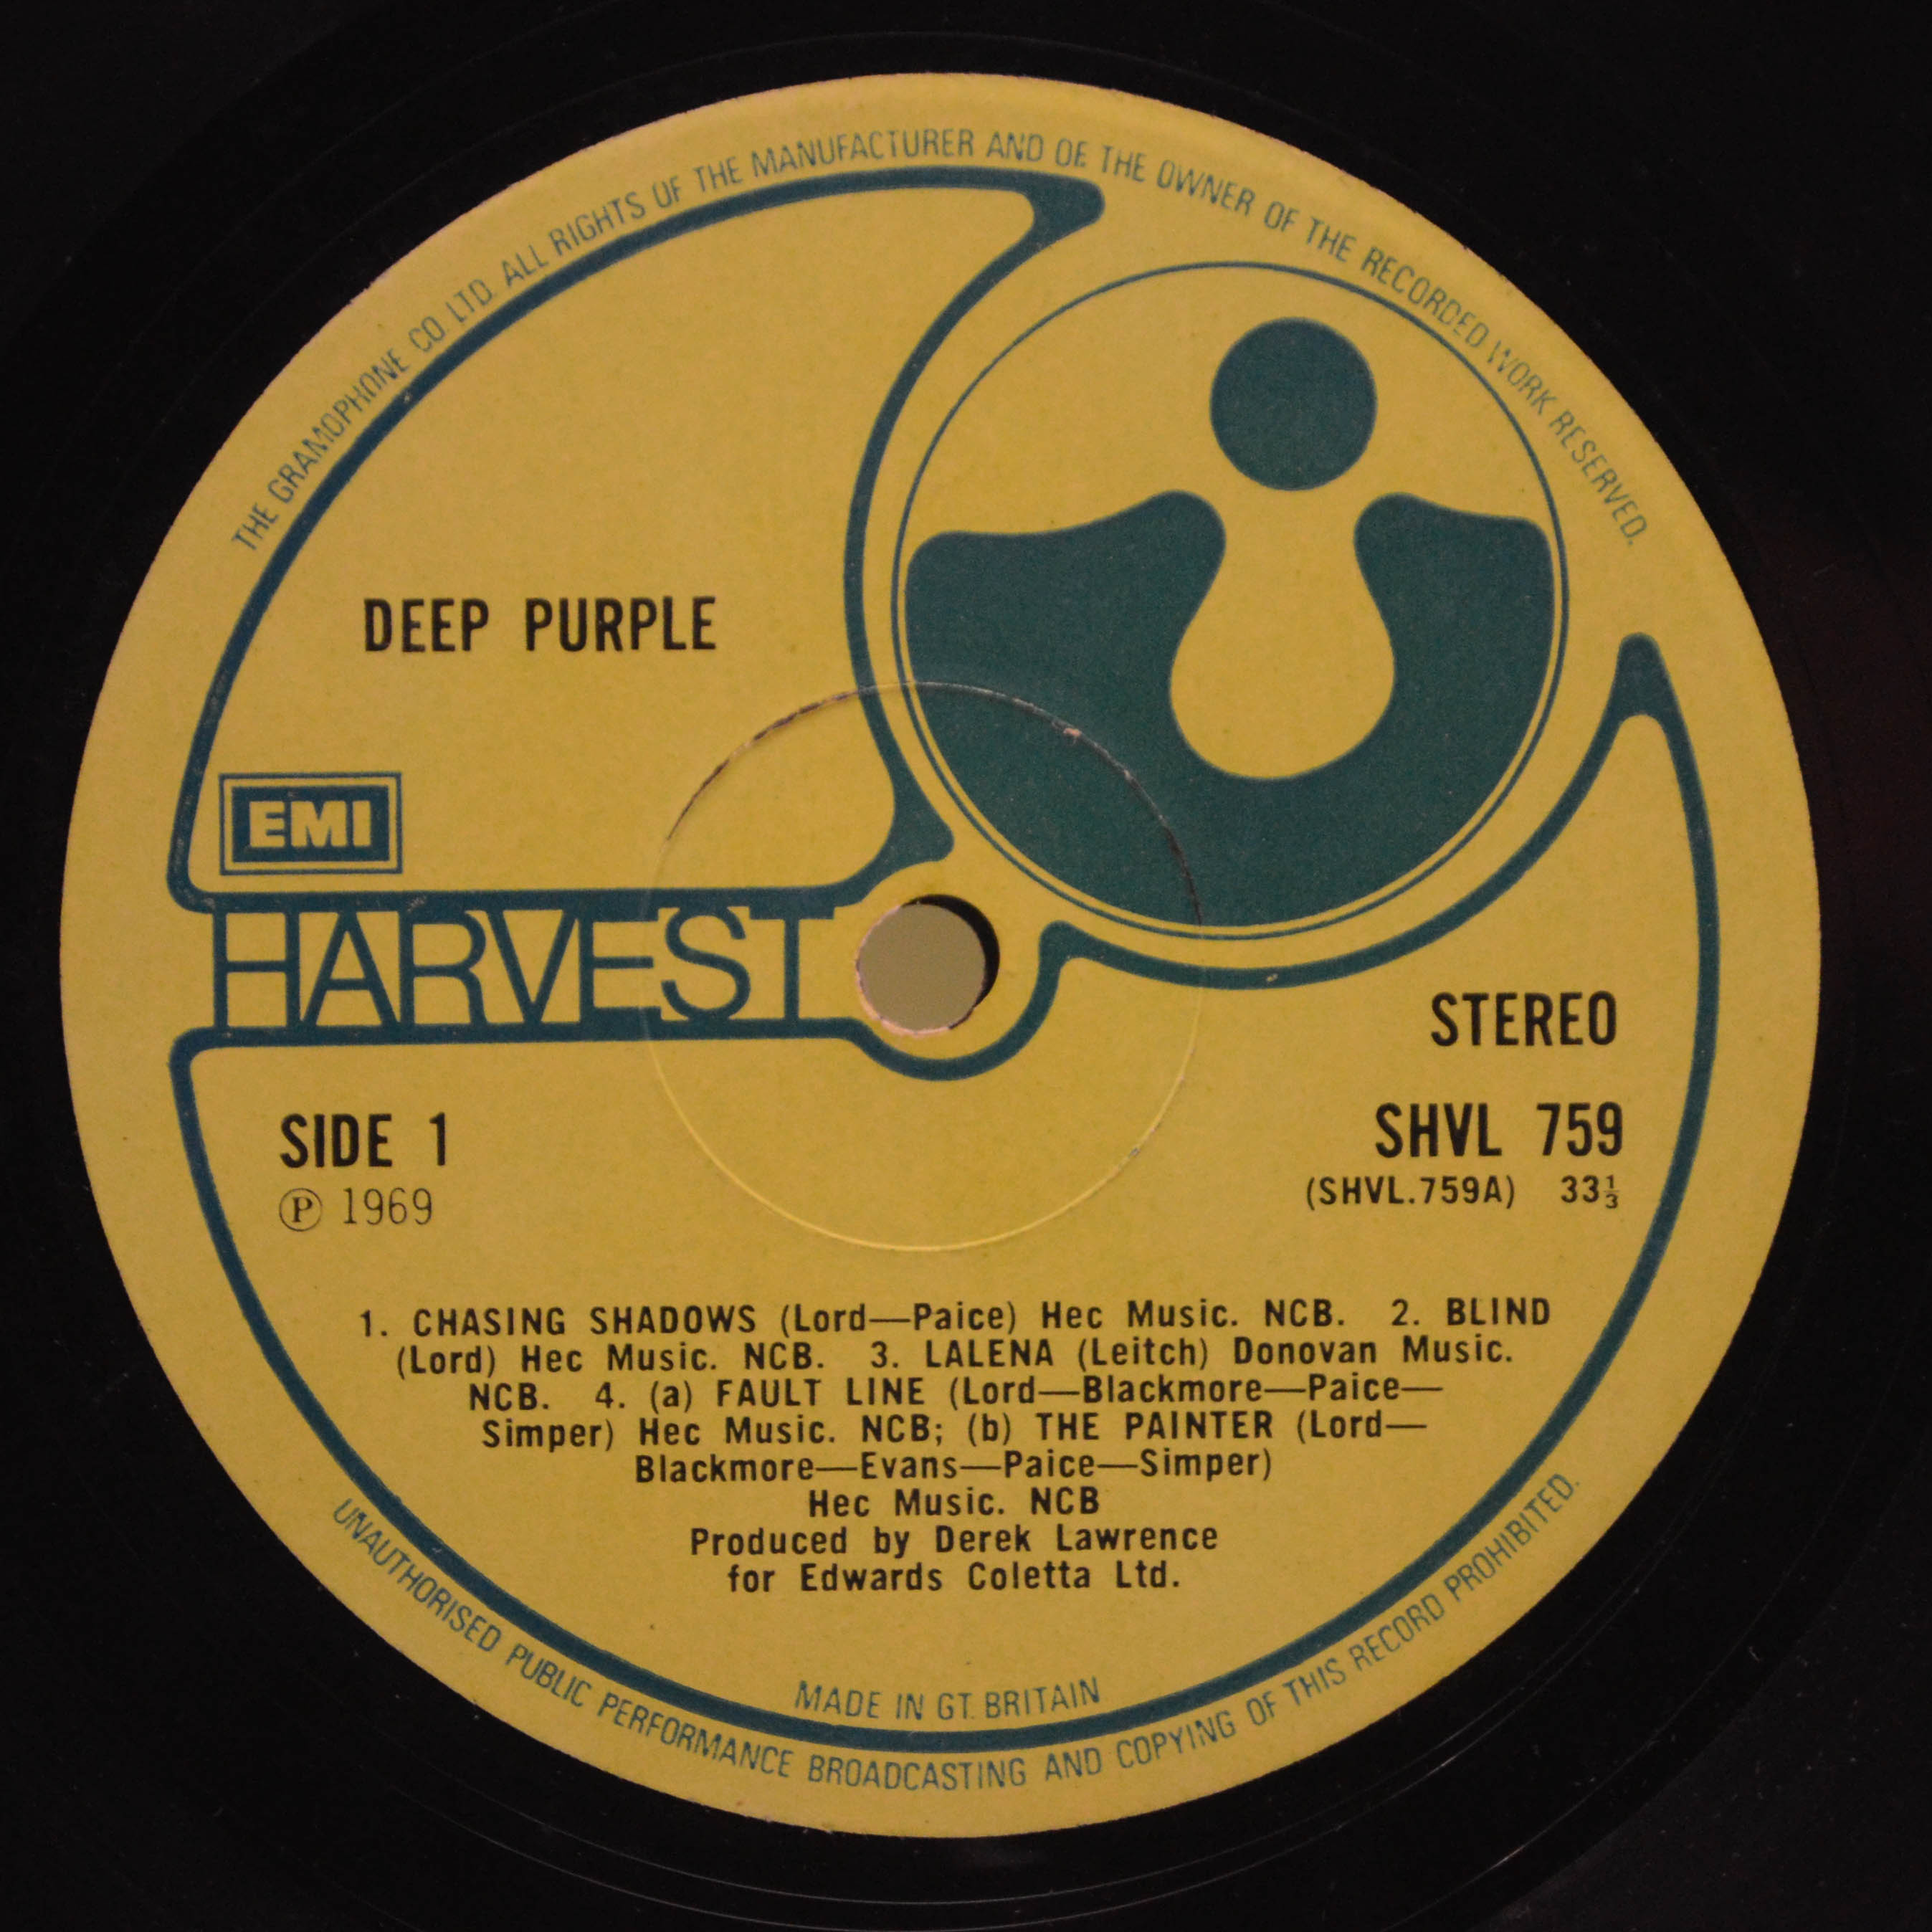 THE GRAMOPHONE CO. LTD. ALL RIGHTS OF THE MANUFACTURER AND OF THE OWNER OF THE RECORDED WORK RESERVED.
DEEP PURPLE
EMI
HARVEST
STEREO
SIDE 1
SHVL 759
℗ 1969
(SHVL.759A) 33⅓
1. CHASING SHADOWS (Lord—Paice) Hec Music. NCB. 2. BLIND
(Lord) Hec Music. NCB. 3. LALENA (Leitch) Donovan Music.
NCB. 4. (a) FAULT LINE (Lord—Blackmore—Paice—
Simper) Hec Music. NCB; (b) THE PAINTER (Lord—
Blackmore—Evans—Paice—Simper)
Hec Music. NCB
Produced by Derek Lawrence
for Edwards Coletta Ltd.
MADE IN GT. BRITAIN
UNAUTHORISED PUBLIC PERFORMANCE BROADCASTING AND COPYING OF THIS RECORD PROHIBITED.